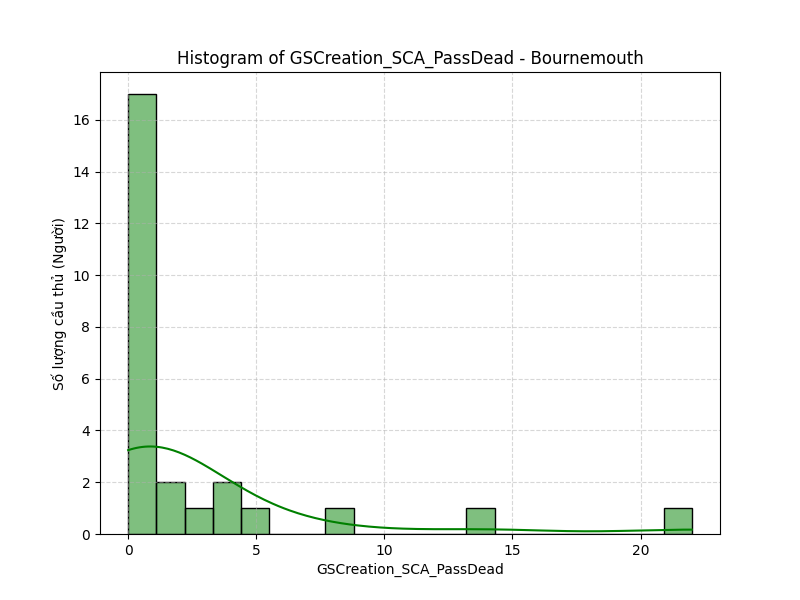 Histogram of GSCreation_SCA_PassDead - Bournemouth
Số lượng cầu thủ (Người)
16
14
12
10
8
6
4
2
0
0 5 10 15 20
GSCreation_SCA_PassDead